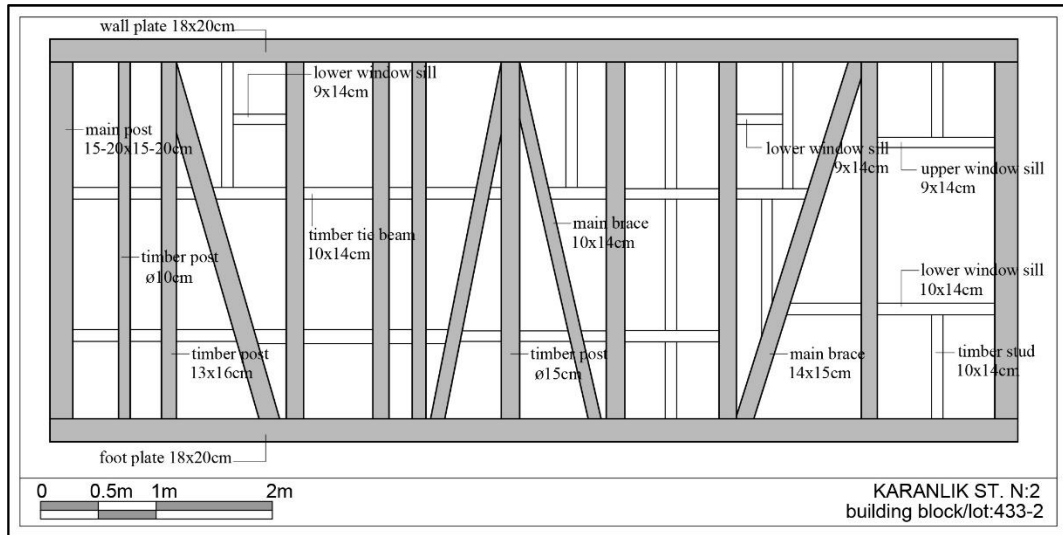 wall plate 18x20cm
lower window sill
9x14cm
main post
15-20x15-20cm
lower window sill
9x14cm
upper window sill
9x14cm
timber tie beam
10x14cm
main brace
10x14cm
timber post
ø10cm
lower window sill
10x14cm
timber post
13x16cm
timber post
ø15cm
main brace
14x15cm
timber stud
10x14cm
foot plate 18x20cm
0 0.5m 1m 2m
KARANLIK ST. N:2
building block/lot:433-2